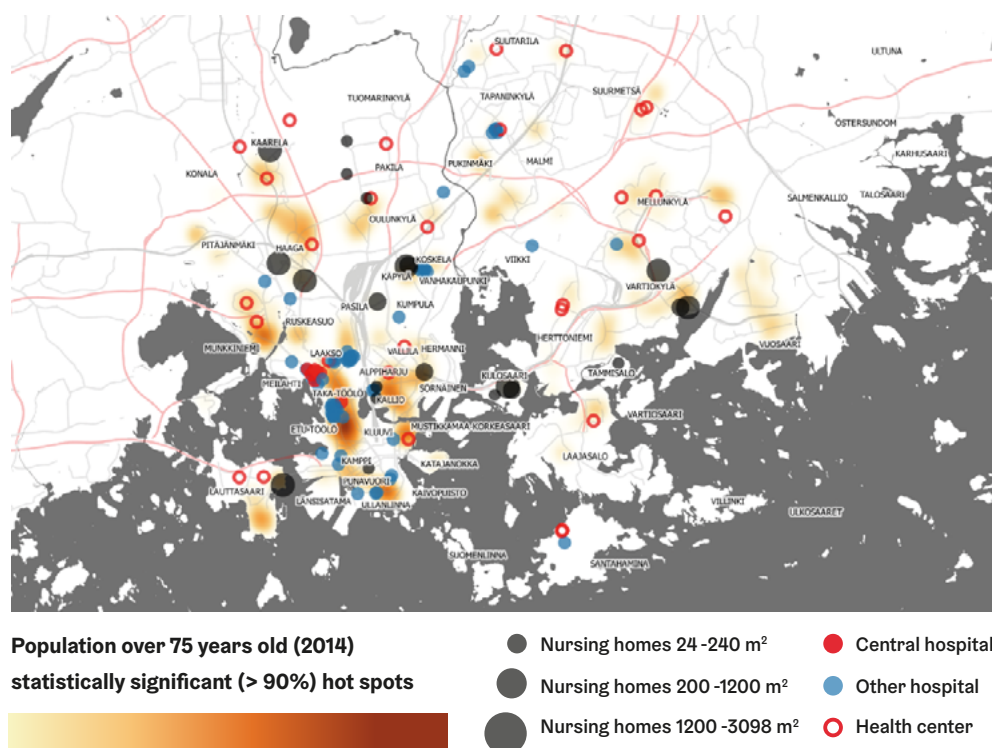 SUUTARILA
ULTUNA
SUURMETSÄ
TUOMARINKYLÄ
TAPANINKYLÄ
ÖSTERSUNDOM
KAARELA
KARHUSAARI
PUKINMÄKI
MALMI
PAKILA
KONALA
SALMENKALLIO
TALOSAARI
MELLUNKYLÄ
OULUNKYLÄ
PITÄJÄNMÄKI
HAAGA
KOSKELA
VIIKKI
KÄPYLÄ
VANHAKAUPUNKI
VARTIOKYLÄ
PASILA
KUMPULA
RUSKEASUO
HERTTONIEMI
VUOSAARI
MUNKKINIEMI
VALLILA
HERMANNI
LAAKSO
ALPPIHARJU
KULOSAARI
TAMMISALO
MEILAHTI
SÖRNÄINEN
TAKA-TÖÖLÖ
KALLIO
VARTIOSAARI
ETU-TÖÖLÖ
KLUUVI
MUSTIKKAMAA-KORKEASAARI
LAAJASALO
KAMPPI
KATAJANOKKA
PUNAVUORI
LAUTTASAARI
LÄNSISATAMA
KAIVOPUISTO
ULLANLINNA
VILLINKI
ULKOSAARET
SUOMENLINNA
SANTAHAMINA
Population over 75 years old (2014)
statistically significant (> 90%) hot spots
Nursing homes 24 -240 m²
Nursing homes 200 -1200 m²
Nursing homes 1200 -3098 m²
Central hospital
Other hospital
Health center